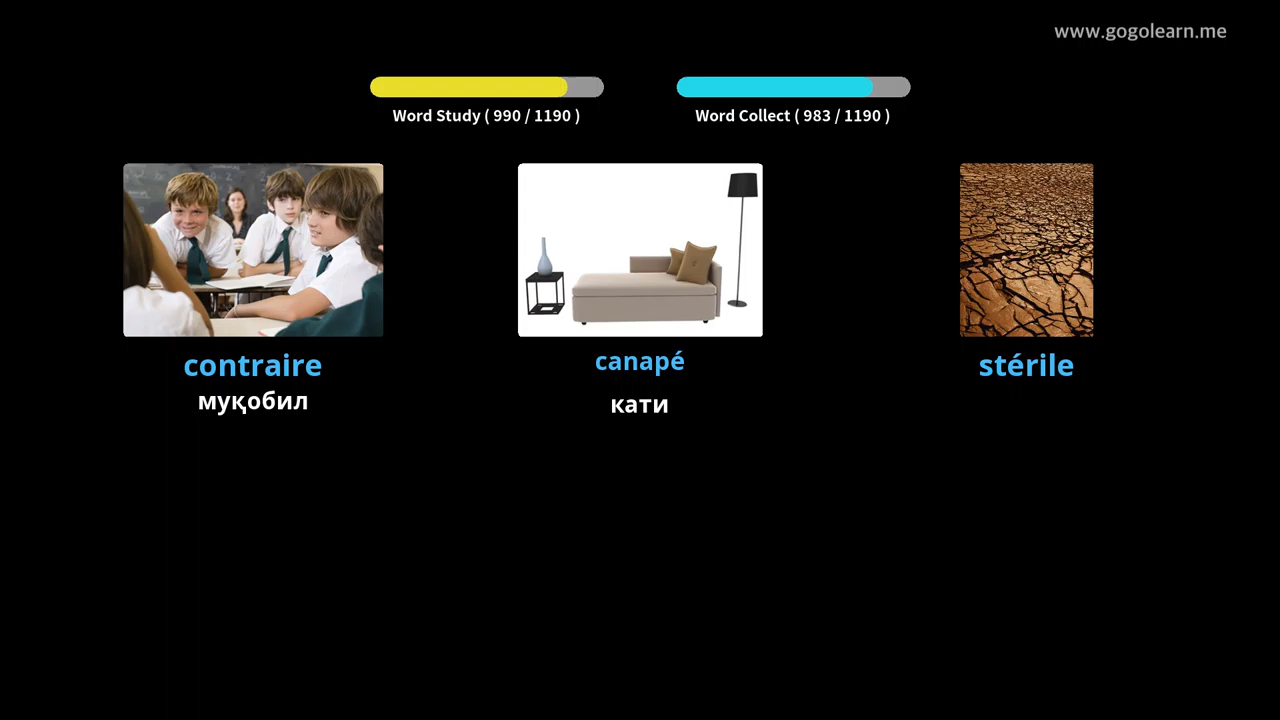 www.gogolearn.me
Word Study ( 990 / 1190 )
Word Collect ( 983 / 1190 )
contraire
муқобил
canapé
кати
stérile